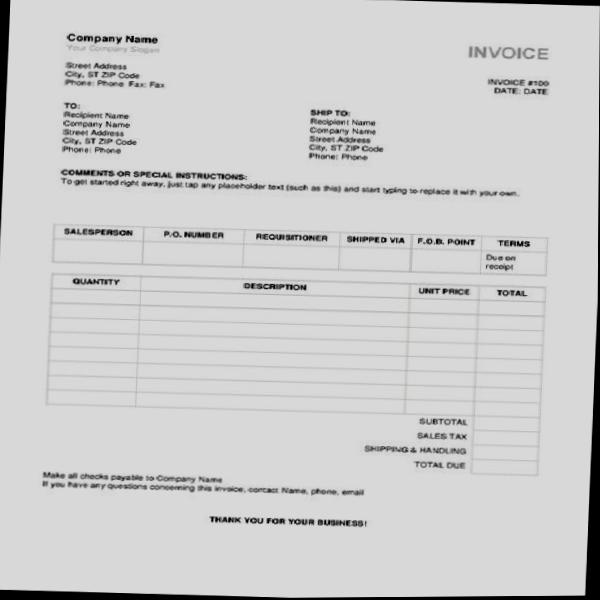 Company Name
Your Company Slogan
INVOICE
Street Address
City, ST ZIP Code
Phone: Phone Fax: Fax
INVOICE #100
DATE: DATE
TO:
Recipient Name
Company Name
Street Address
City, ST ZIP Code
Phone: Phone
SHIP TO:
Recipient Name
Company Name
Street Address
City, ST ZIP Code
Phone: Phone
COMMENTS OR SPECIAL INSTRUCTIONS:
To get started right away, just tap any placeholder text (such as this) and start typing to replace it with your own.
SALESPERSON P.O. NUMBER REQUISITIONER SHIPPED VIA F.O.B. POINT TERMS
Due on
receipt
QUANTITY DESCRIPTION UNIT PRICE TOTAL
SUBTOTAL
SALES TAX
SHIPPING & HANDLING
TOTAL DUE
Make all checks payable to Company Name
If you have any questions concerning this invoice, contact Name, phone, email
THANK YOU FOR YOUR BUSINESS!